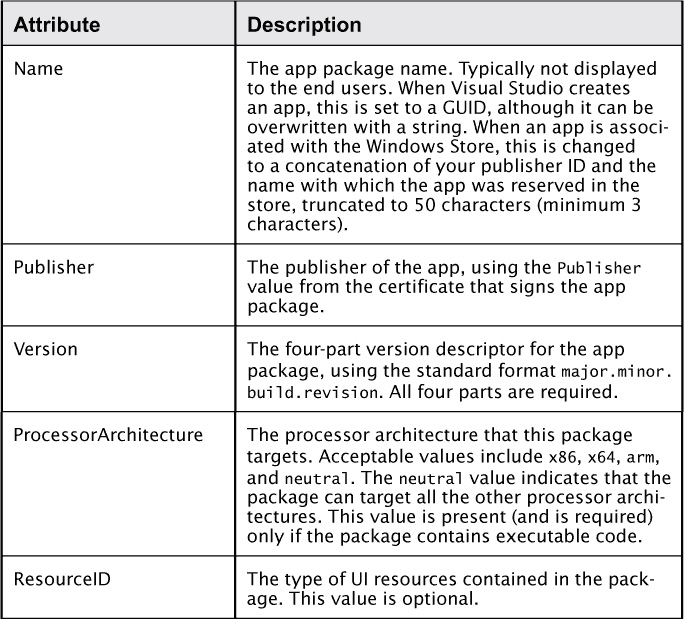 Attribute
Description
Name
The app package name. Typically not displayed
to the end users. When Visual Studio creates
an app, this is set to a GUID, although it can be
overwritten with a string. When an app is associ-
ated with the Windows Store, this is changed
to a concatenation of your publisher ID and the
name with which the app was reserved in the
store, truncated to 50 characters (minimum 3
characters).
Publisher
The publisher of the app, using the Publisher
value from the certificate that signs the app
package.
Version
The four-part version descriptor for the app
package, using the standard format major.minor.
build.revision. All four parts are required.
ProcessorArchitecture
The processor architecture that this package
targets. Acceptable values include x86, x64, arm,
and neutral. The neutral value indicates that the
package can target all the other processor archi-
tectures. This value is present (and is required)
only if the package contains executable code.
ResourceID
The type of UI resources contained in the pack-
age. This value is optional.